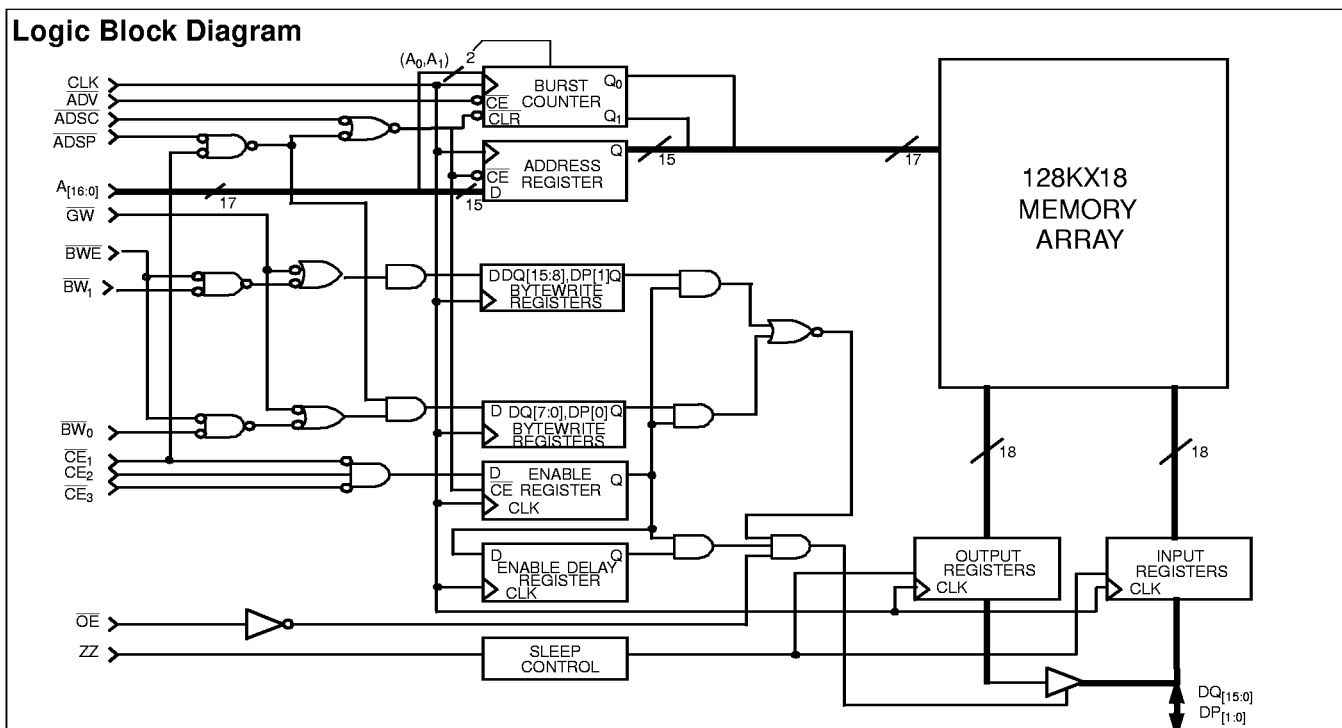 Logic Block Diagram
(A0,A1)
2
CLK
ADV
ADSC
ADSP
A[16:0]
17
15
GW
BWE
BW1
BW0
CE1
CE2
CE3
OE
ZZ
BURST
COUNTER
CE
CLR
Q0
Q1
ADDRESS
REGISTER
CE
D
Q
15
17
128KX18
MEMORY
ARRAY
D DQ[15:8],DP[1] Q
BYTEWRITE
REGISTERS
D DQ[7:0],DP[0] Q
BYTEWRITE
REGISTERS
D ENABLE Q
CE REGISTER
CLK
D Q
ENABLE DELAY
REGISTER
CLK
SLEEP
CONTROL
18
18
OUTPUT
REGISTERS
CLK
INPUT
REGISTERS
CLK
DQ[15:0]
DP[1:0]